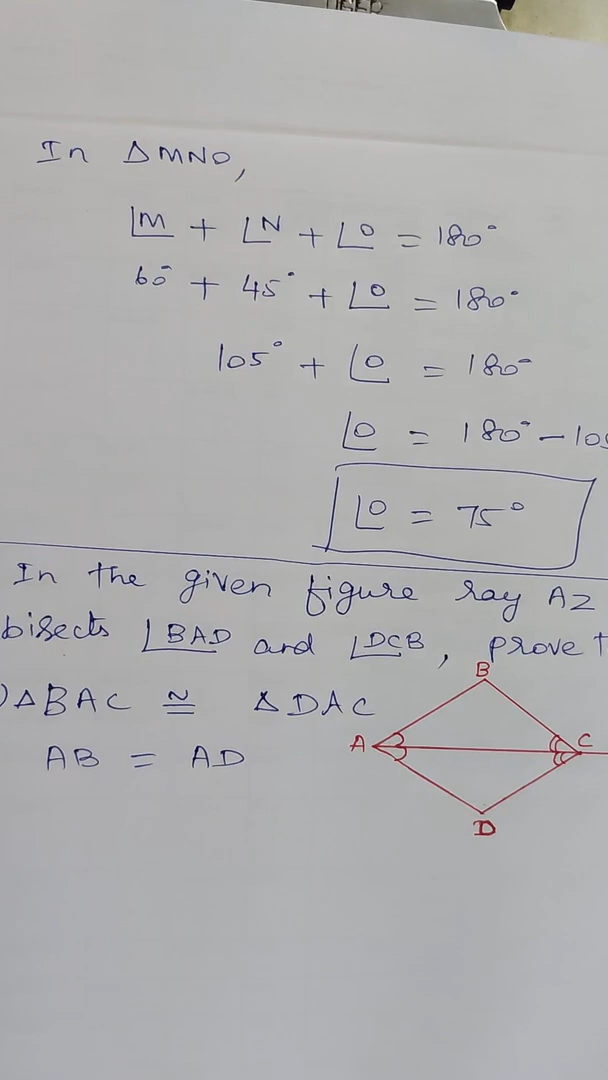 In ΔMNO,
∠M + ∠N + ∠O = 180°
60° + 45° + ∠O = 180°
105° + ∠O = 180°
∠O = 180° - 105
∠O = 75°
In the given figure ray AZ
bisects ∠BAD and ∠DCB, prove t
) ΔBAC ≅ ΔDAC
AB = AD
B
A
C
D